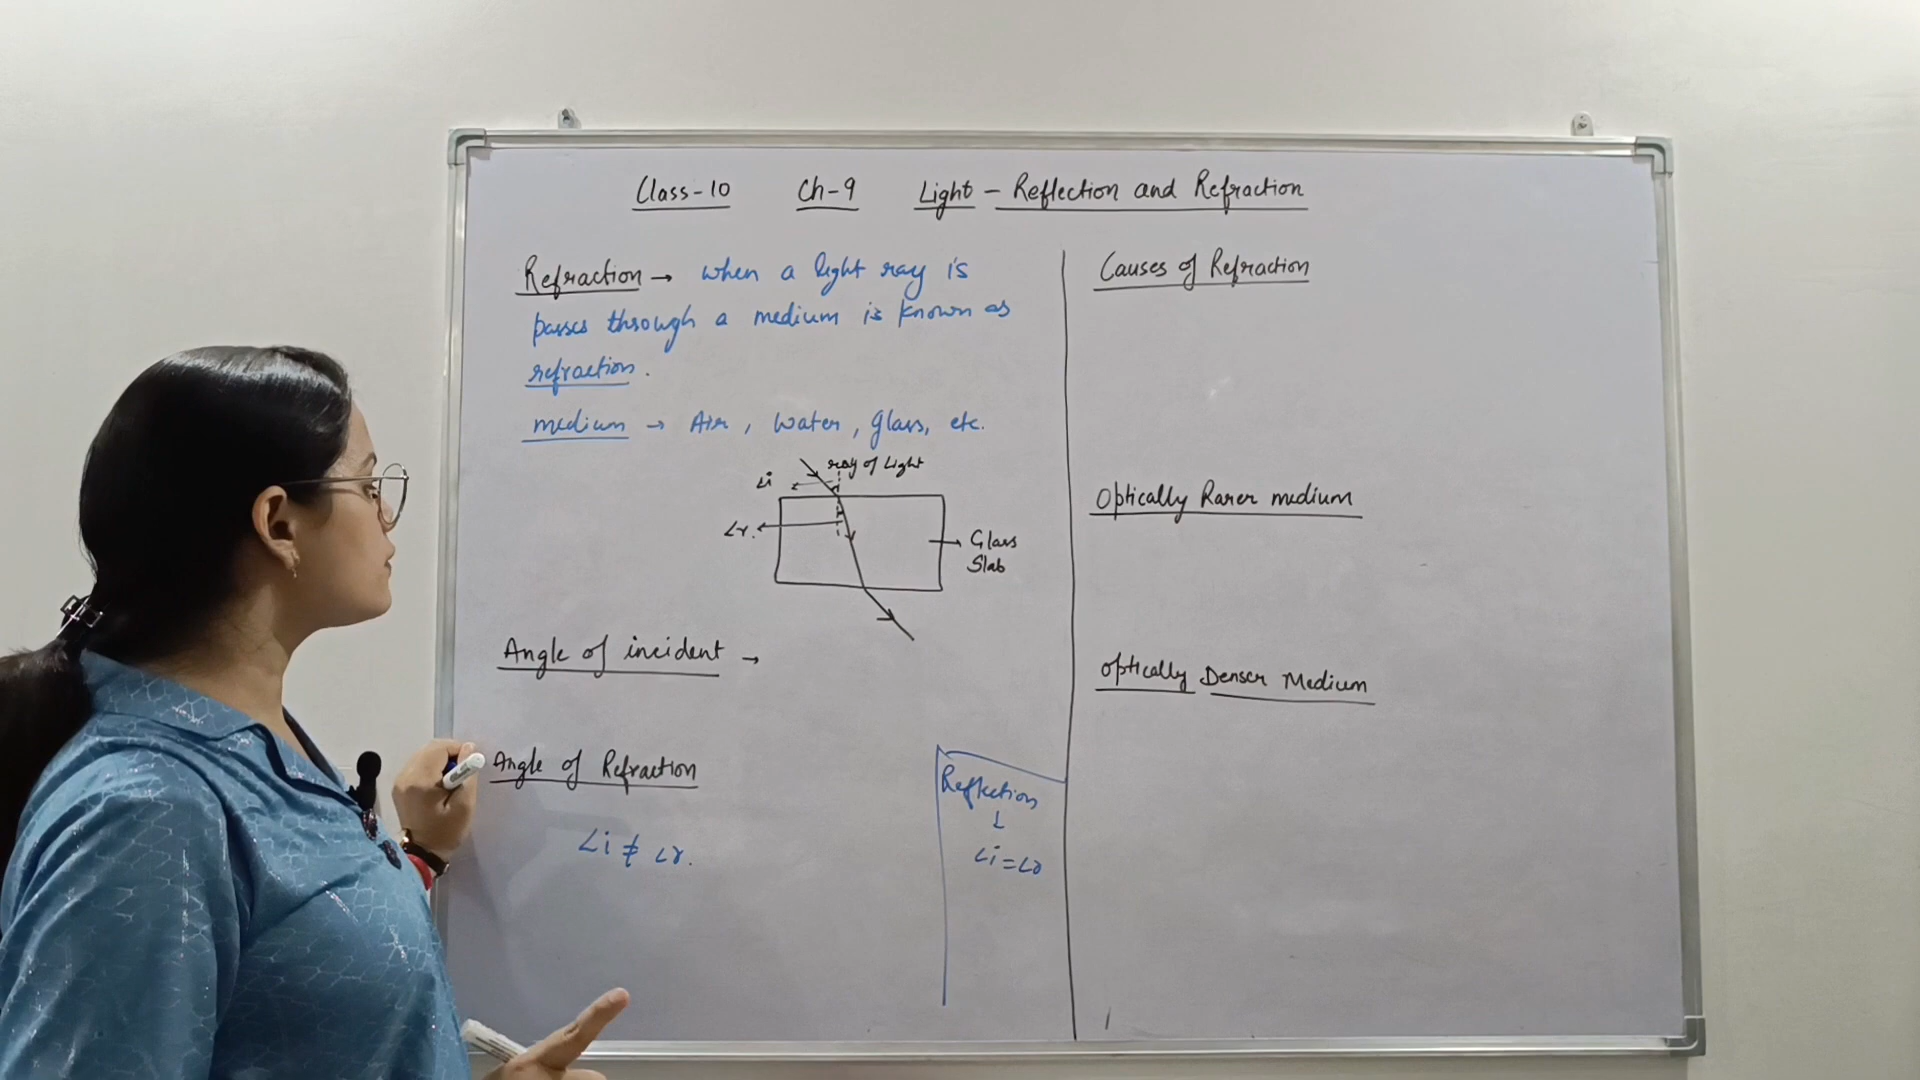 Class-10 Ch-9 Light - Reflection and Refraction
Refraction → when a light ray is
passes through a medium is known as
refraction.
medium → Air, Water, Glass, etc.
ray of Light
∠i
∠r.
Glass
Slab
Angle of incident →
Angle of Refraction
∠i ≠ ∠r.
Reflection
↓
∠i = ∠r
Causes of Refraction
Optically Rarer medium
Optically Denser Medium